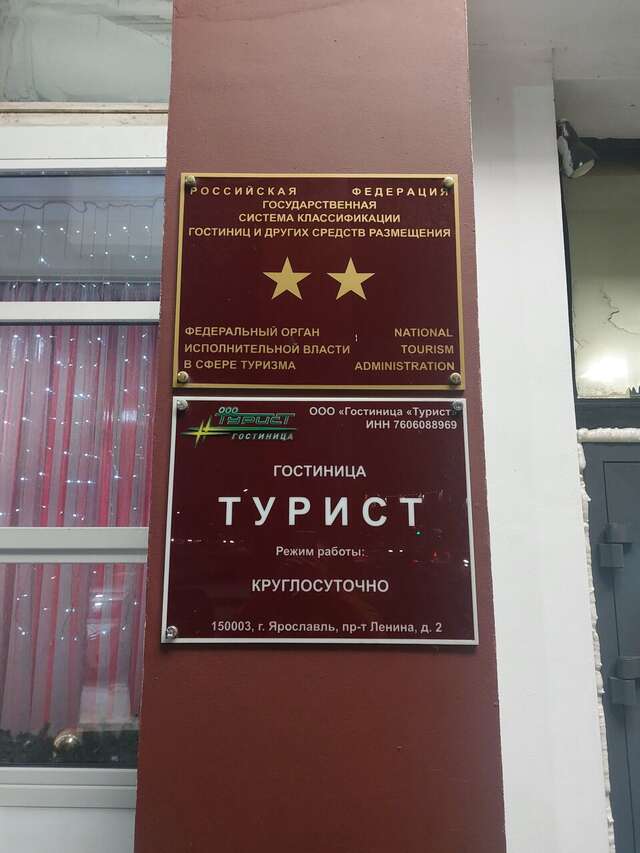 РОССИЙСКАЯ ФЕДЕРАЦИЯ
ГОСУДАРСТВЕННАЯ
СИСТЕМА КЛАССИФИКАЦИИ
ГОСТИНИЦ И ДРУГИХ СРЕДСТВ РАЗМЕЩЕНИЯ
ФЕДЕРАЛЬНЫЙ ОРГАН
ИСПОЛНИТЕЛЬНОЙ ВЛАСТИ
В СФЕРЕ ТУРИЗМА
NATIONAL
TOURISM
ADMINISTRATION
ООО
ТУРИСТ
ГОСТИНИЦА
ООО «Гостиница «Турист»
ИНН 7606088969
ГОСТИНИЦА
ТУРИСТ
Режим работы:
КРУГЛОСУТОЧНО
150003, г. Ярославль, пр-т Ленина, д. 2